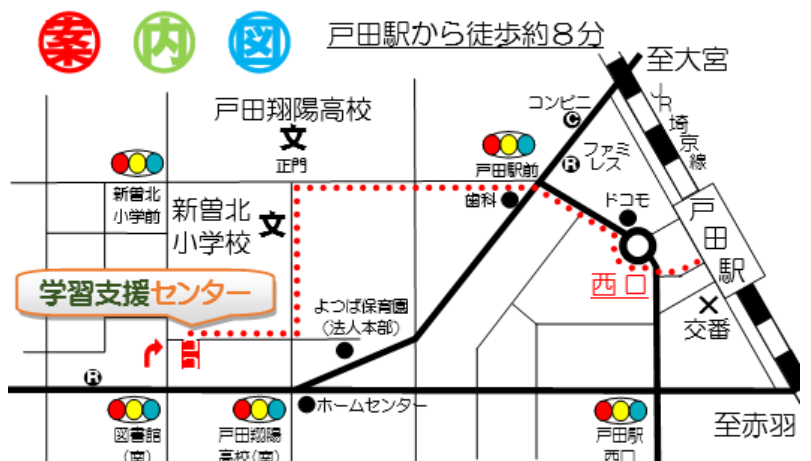 案内図
戸田駅から徒歩約８分
至大宮
JR埼京線
コンビニ
C
戸田翔陽高校
文
正門
戸田駅前
R
ファミ
レス
新曽北
小学前
新曽北
小学校
文
歯科
ドコモ
戸田駅
西口
学習支援センター
よつば保育園
(法人本部)
交番
R
ホームセンター
図書館
(南)
戸田翔陽
高校(南)
戸田駅
西口
至赤羽